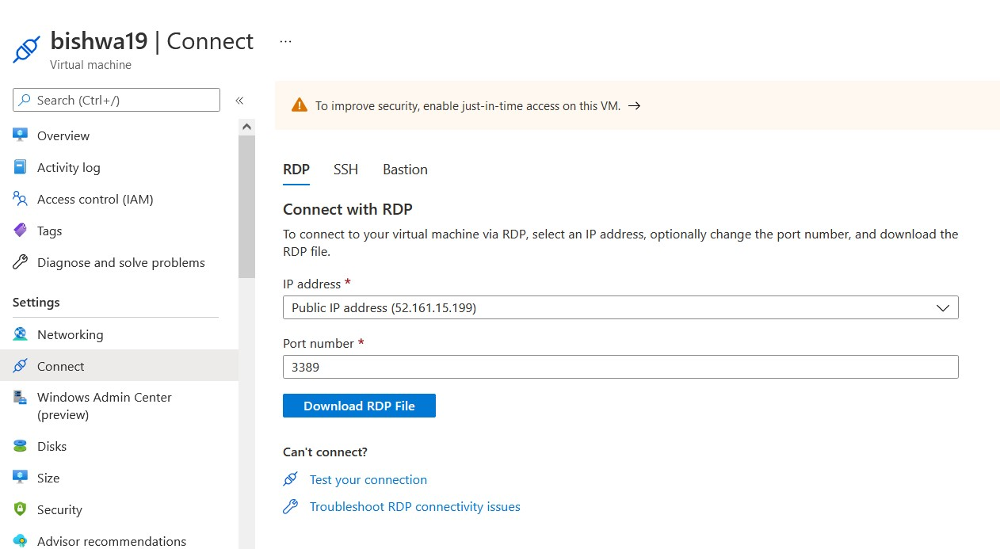 bishwa19 | Connect ...
Virtual machine
Search (Ctrl+/)
«
Overview
Activity log
Access control (IAM)
Tags
Diagnose and solve problems
Settings
Networking
Connect
Windows Admin Center
(preview)
Disks
Size
Security
Advisor recommendations
To improve security, enable just-in-time access on this VM. →
RDP SSH Bastion
Connect with RDP
To connect to your virtual machine via RDP, select an IP address, optionally change the port number, and download the
RDP file.
IP address *
Public IP address (52.161.15.199)
Port number *
3389
Download RDP File
Can't connect?
Test your connection
Troubleshoot RDP connectivity issues